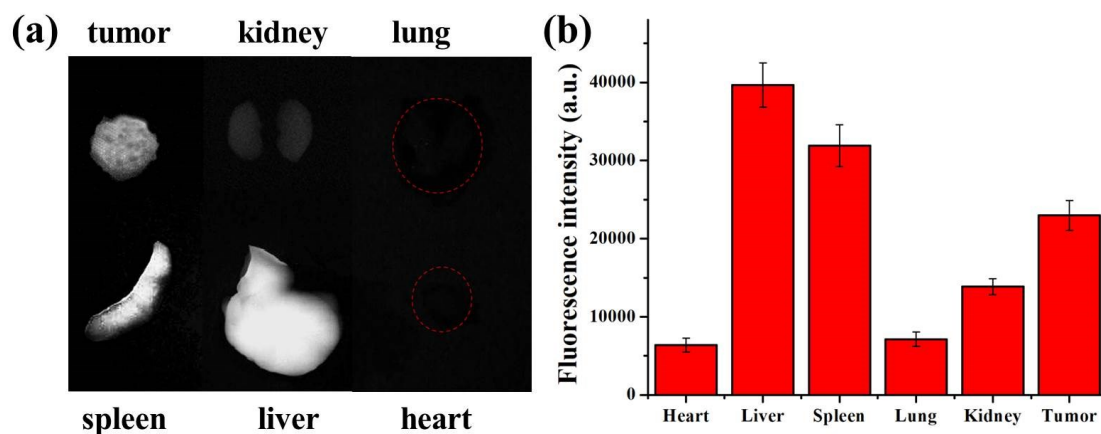 (a)
tumor kidney lung
spleen liver heart
(b)
Fluorescence intensity (a.u.)
40000
30000
20000
10000
0
Heart Liver Spleen Lung Kidney Tumor